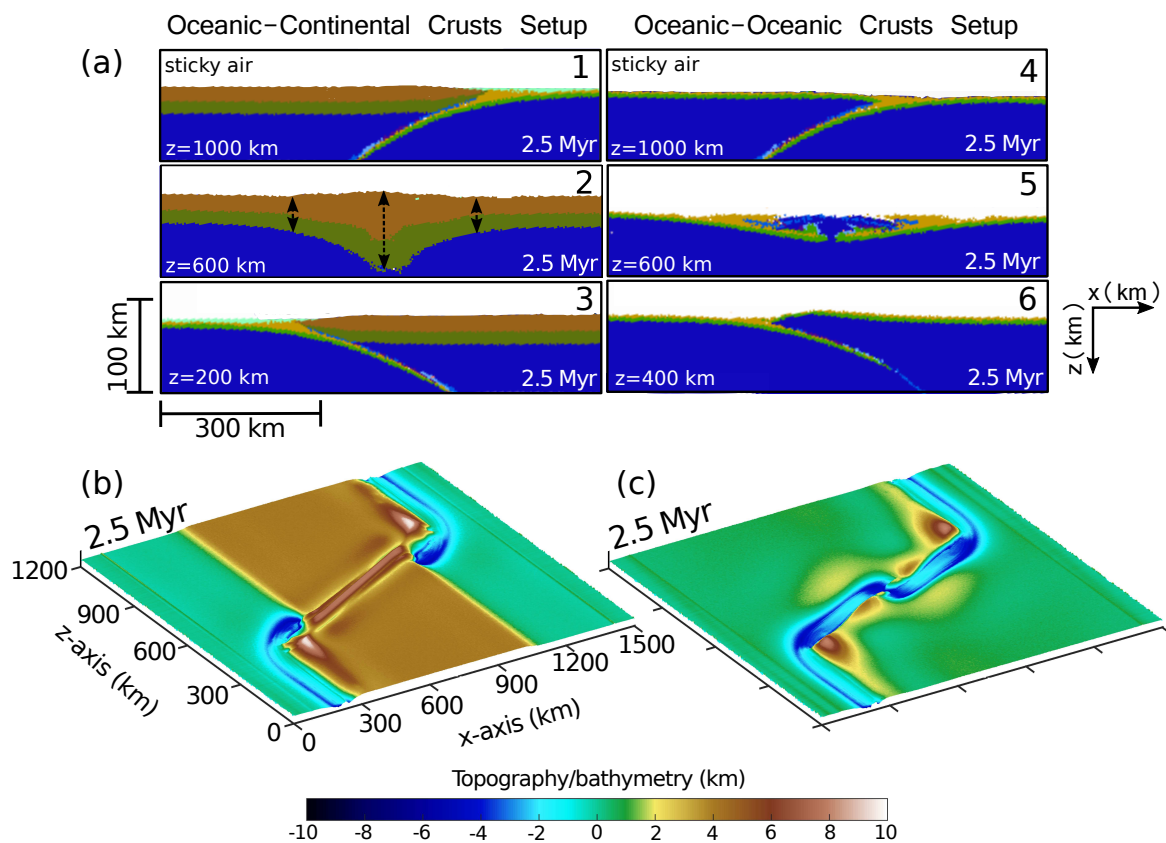 Oceanic-Continental Crusts Setup
Oceanic-Oceanic Crusts Setup
(a)
sticky air
1
z=1000 km
2.5 Myr
sticky air
4
z=1000 km
2.5 Myr
2
z=600 km
2.5 Myr
5
z=600 km
2.5 Myr
3
z=200 km
2.5 Myr
6
z=400 km
2.5 Myr
100 km
300 km
x(km)
z(km)
(b)
2.5 Myr
1200
900
600
300
0
z-axis (km)
0
300
600
900
1200
1500
x-axis (km)
(c)
2.5 Myr
Topography/bathymetry (km)
-10 -8 -6 -4 -2 0 2 4 6 8 10